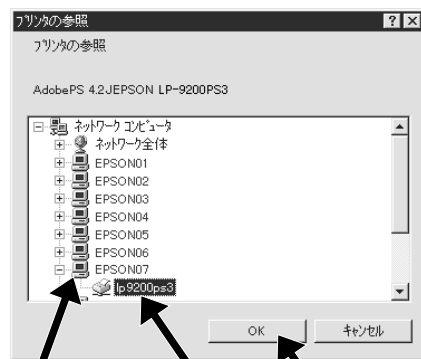 プリンタの参照
プリンタの参照
AdobePS 4.2JEPSON LP-9200PS3
ネットワーク コンピュータ
ネットワーク全体
EPSON01
EPSON02
EPSON03
EPSON04
EPSON05
EPSON06
EPSON07
lp9200ps3
OK
キャンセル